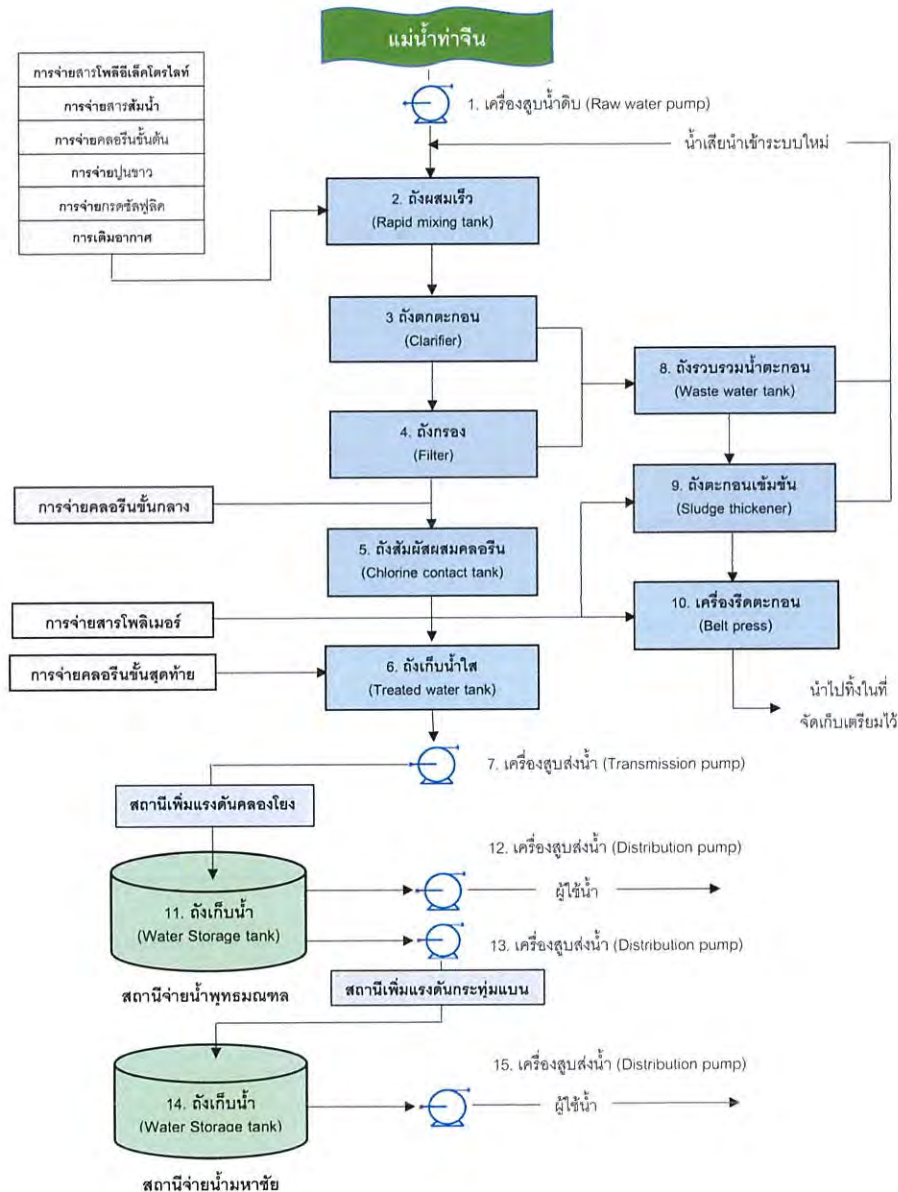 แม่น้ำท่าจีน
การจ่ายสารโพลีอีเล็คโตรไลท์
การจ่ายสารส้มน้ำ
การจ่ายคลอรีนขั้นต้น
การจ่ายปูนขาว
การจ่ายกรดซัลฟูลิค
การเติมอากาศ
1. เครื่องสูบน้ำดิบ (Raw water pump)
น้ำเสียนำเข้าระบบใหม่
2. ถังผสมเร็ว
(Rapid mixing tank)
3 ถังตกตะกอน
(Clarifier)
8. ถังรวบรวมน้ำตะกอน
(Waste water tank)
4. ถังกรอง
(Filter)
9. ถังตะกอนเข้มข้น
(Sludge thickener)
การจ่ายคลอรีนขั้นกลาง
5. ถังสัมผัสผสมคลอรีน
(Chlorine contact tank)
10. เครื่องรีดตะกอน
(Belt press)
การจ่ายสารโพลิเมอร์
การจ่ายคลอรีนขั้นสุดท้าย
6. ถังเก็บน้ำใส
(Treated water tank)
นำไปทิ้งในที่
จัดเก็บเตรียมไว้
7. เครื่องสูบส่งน้ำ (Transmission pump)
สถานีเพิ่มแรงดันคลองโยง
12. เครื่องสูบส่งน้ำ (Distribution pump)
ผู้ใช้น้ำ
11. ถังเก็บน้ำ
(Water Storage tank)
13. เครื่องสูบส่งน้ำ (Distribution pump)
สถานีจ่ายน้ำพุทธมณฑล
สถานีเพิ่มแรงดันกระทุ่มแบน
15. เครื่องสูบส่งน้ำ (Distribution pump)
ผู้ใช้น้ำ
14. ถังเก็บน้ำ
(Water Storage tank)
สถานีจ่ายน้ำมหาชัย